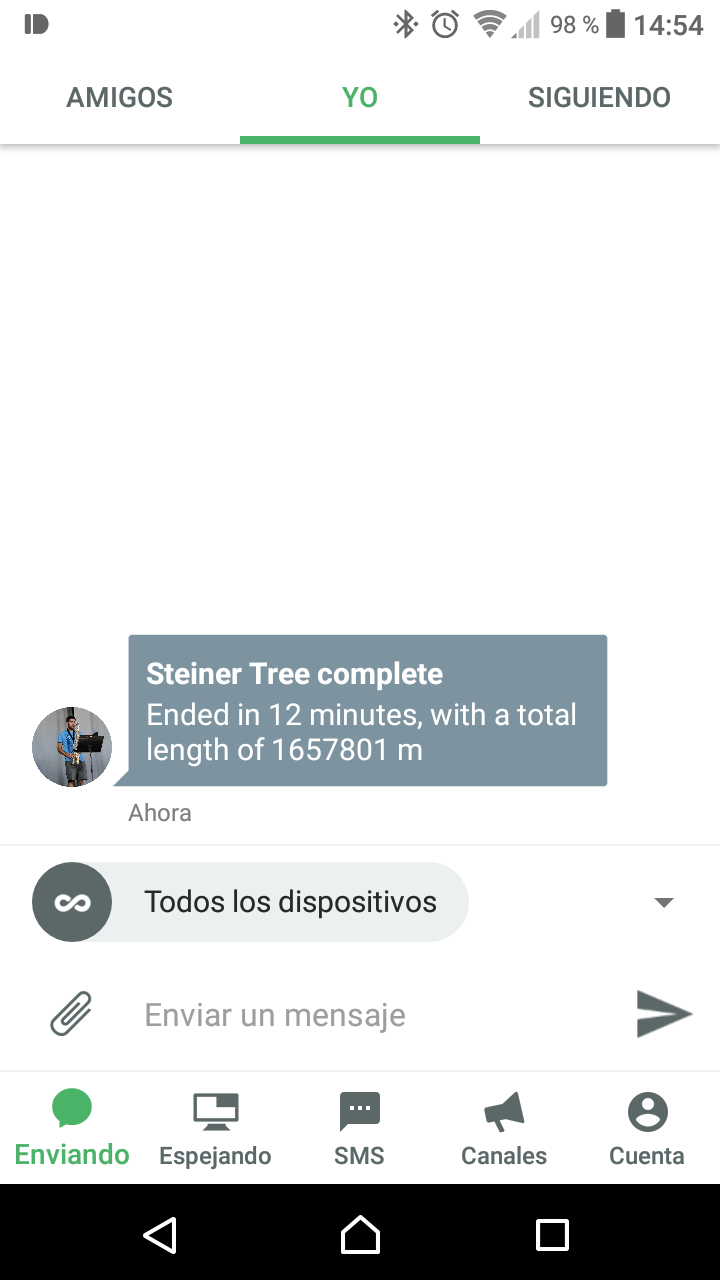 98 % 14:54
AMIGOS YO SIGUIENDO
Steiner Tree complete
Ended in 12 minutes, with a total
length of 1657801 m
Ahora
Todos los dispositivos
Enviar un mensaje
Enviando Espejando SMS Canales Cuenta